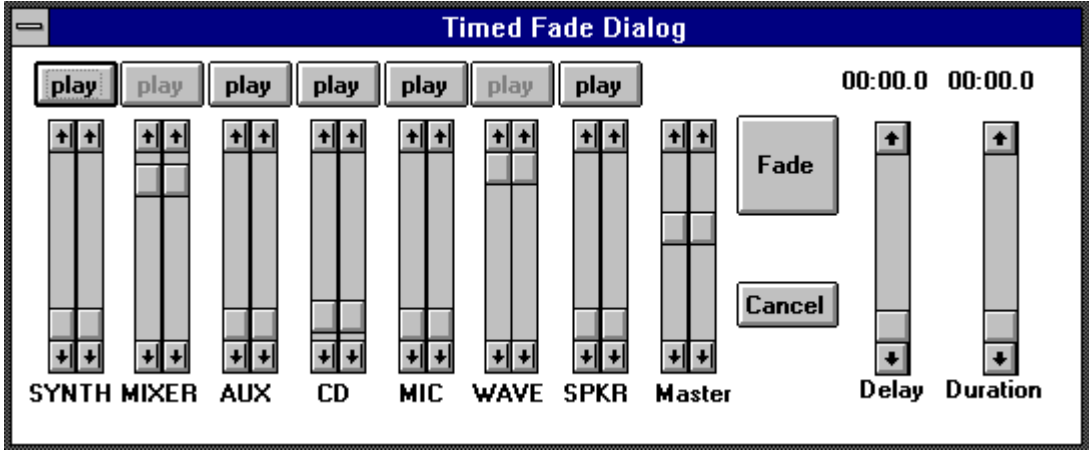 Timed Fade Dialog
play play play play play play play 00:00.0 00:00.0
Fade
Cancel
SYNTH MIXER AUX CD MIC WAVE SPKR Master Delay Duration